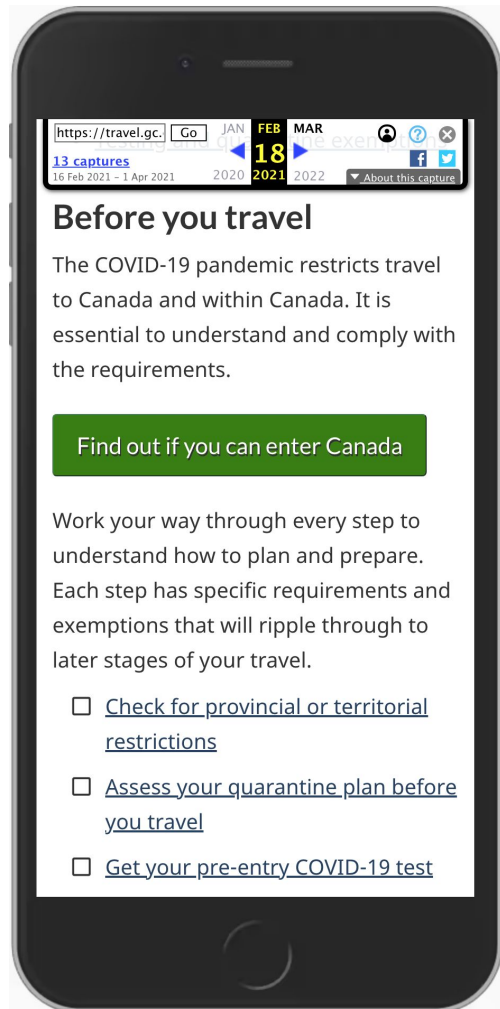 https://travel.gc. Go JAN FEB MAR
Testing and quarantine exemptions
13 captures 18
16 Feb 2021 – 1 Apr 2021 2020 2021 2022 ▼ About this capture
Before you travel
The COVID-19 pandemic restricts travel
to Canada and within Canada. It is
essential to understand and comply with
the requirements.
Find out if you can enter Canada
Work your way through every step to
understand how to plan and prepare.
Each step has specific requirements and
exemptions that will ripple through to
later stages of your travel.
Check for provincial or territorial
restrictions
Assess your quarantine plan before
you travel
Get your pre-entry COVID-19 test